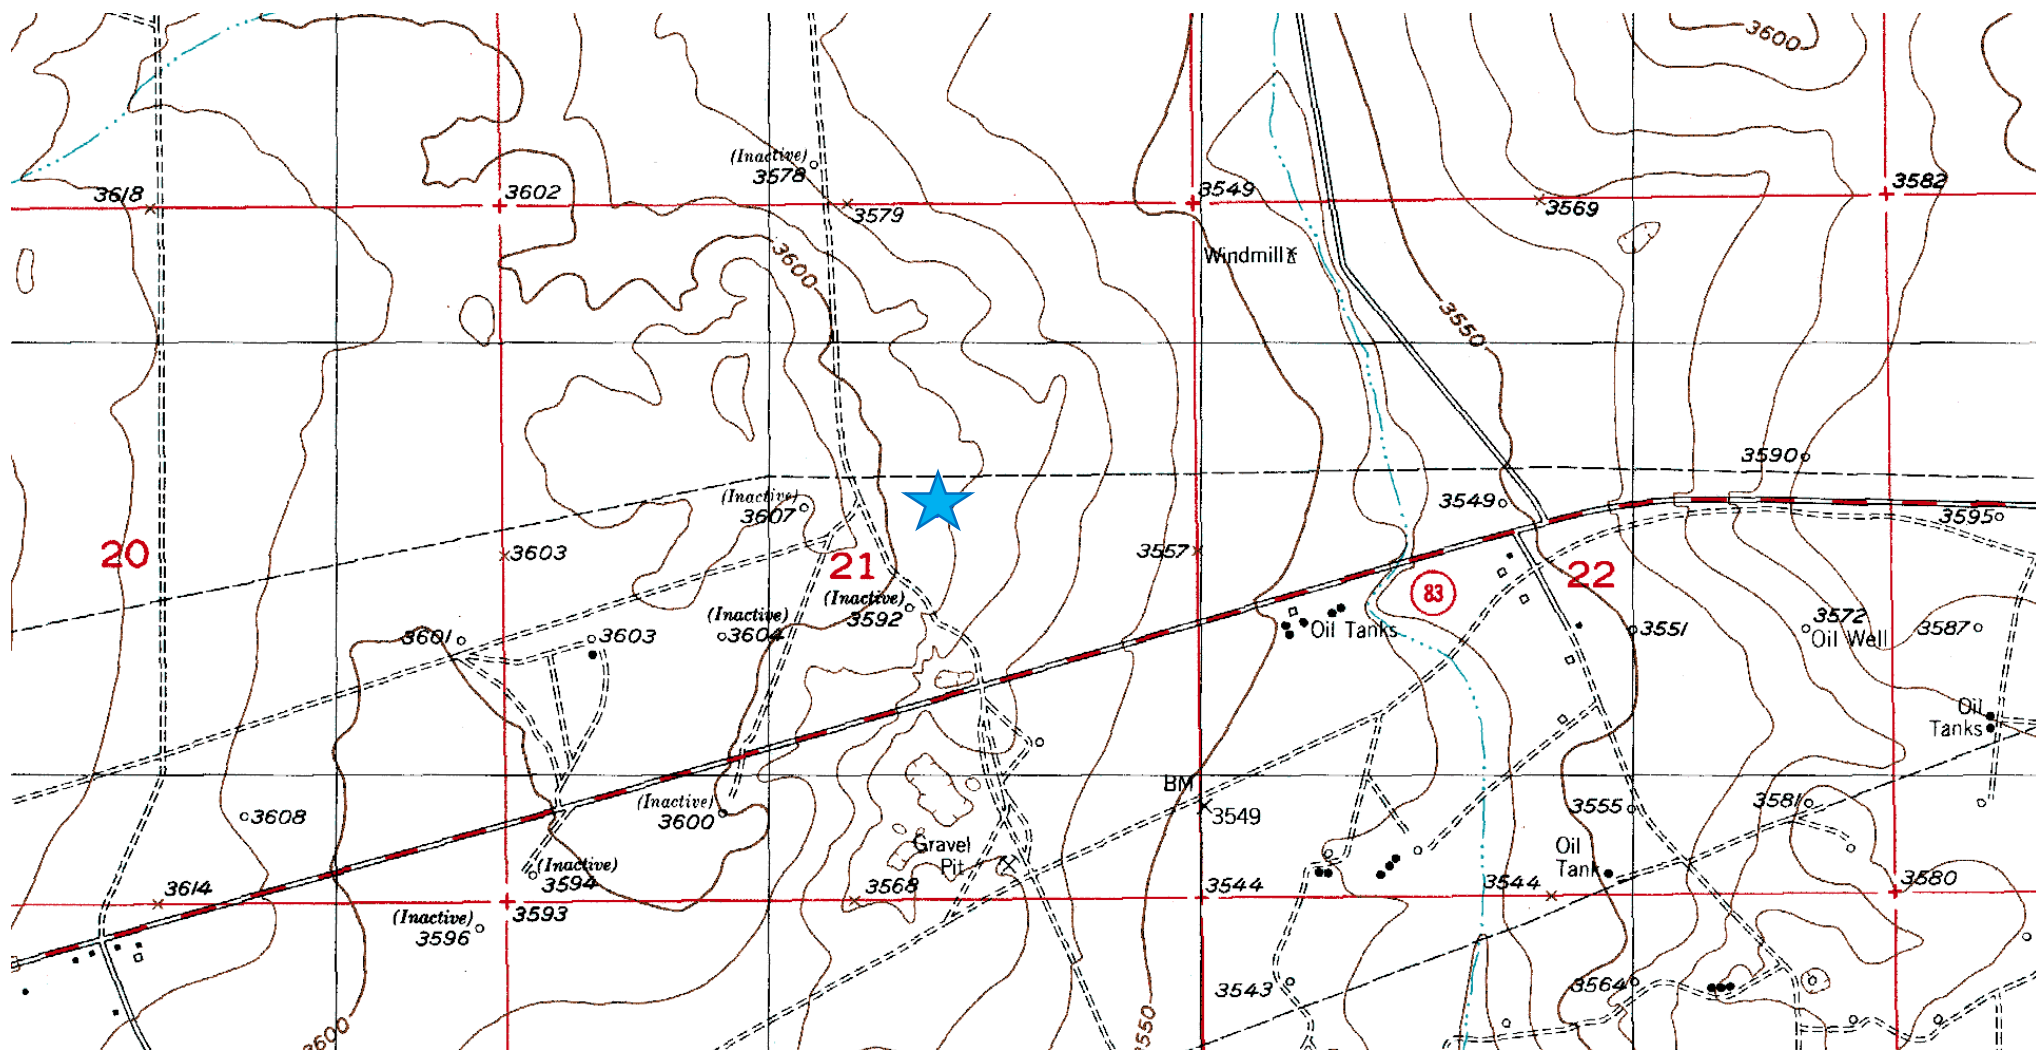 3600
(Inactive)
3578
3618
3602
3579
3549
3569
3582
Windmill
3600
3550
3590
(Inactive)
3607
3549
3595
20
3603
21
3557
22
83
(Inactive)
3592
(Inactive)
3604
3601
3603
Oil Tanks
3551
3572
Oil Well
3587
Oil
Tanks
BM
3549
(Inactive)
3600
3608
3555
3581
Gravel
Pit
Oil
Tank
(Inactive)
3594
3614
3568
3544
3544
3580
3593
(Inactive)
3596
3543
3564
3600
3550